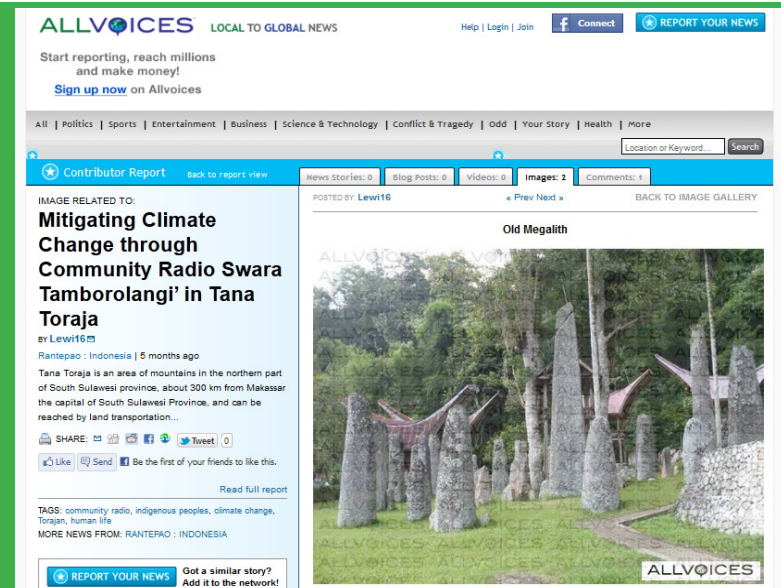 ALLVOICES LOCAL TO GLOBAL NEWS
Help | Login | Join
Connect
REPORT YOUR NEWS
Start reporting, reach millions
and make money!
Sign up now on Allvoices
All | Politics | Sports | Entertainment | Business | Science & Technology | Conflict & Tragedy | Odd | Your Story | Health | More
Location or Keyword... Search
Contributor Report Back to report view
News Stories: 0 Blog Posts: 0 Videos: 0 Images: 2 Comments: 1
IMAGE RELATED TO:
Mitigating Climate
Change through
Community Radio Swara
Tamborolangi' in Tana
Toraja
BY Lewi16
Rantepao : Indonesia | 5 months ago
Tana Toraja is an area of mountains in the northern part
of South Sulawesi province, about 300 km from Makassar
the capital of South Sulawesi Province, and can be
reached by land transportation...
SHARE: Tweet 0
Like Send Be the first of your friends to like this.
Read full report
TAGS: community radio, indigenous peoples, climate change,
Torajan, human life
MORE NEWS FROM: RANTEPAO : INDONESIA
REPORT YOUR NEWS
Got a similar story?
Add it to the network!
POSTED BY: Lewi16 « Prev Next » BACK TO IMAGE GALLERY
Old Megalith
ALLVOICES